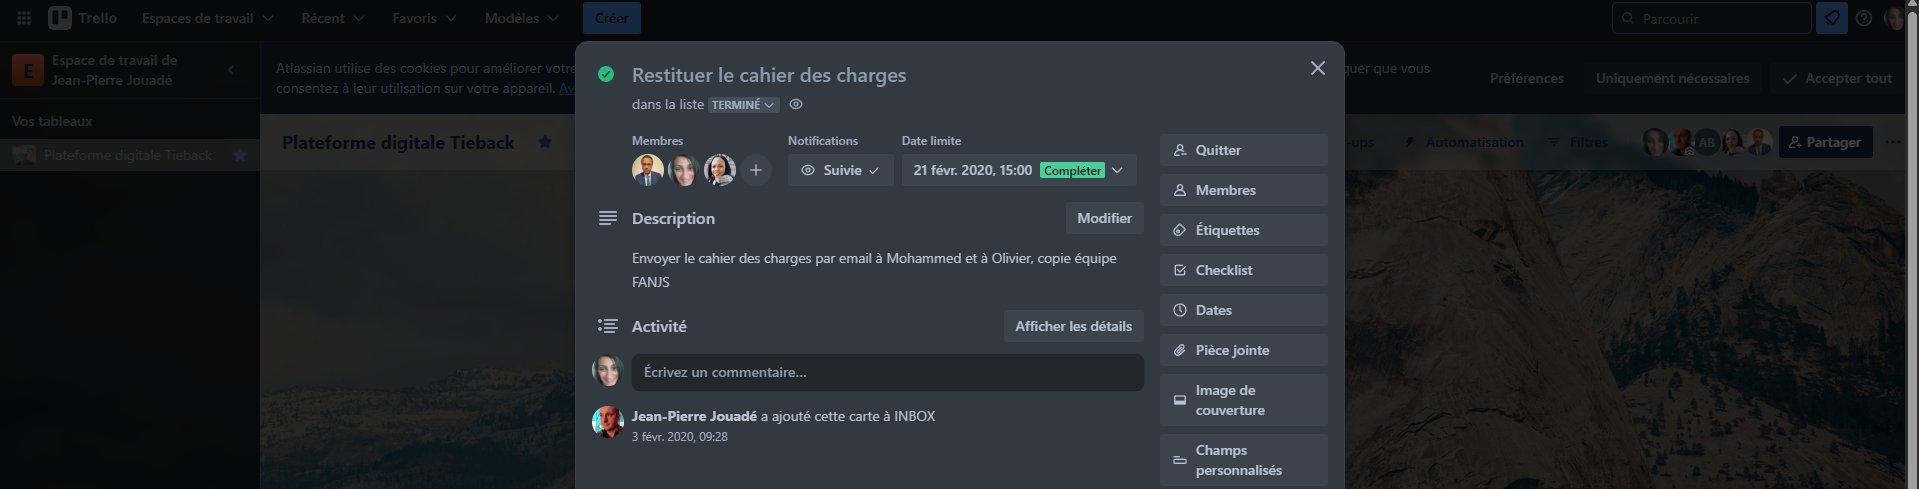 Trello
Espaces de travail
Récent
Favoris
Modèles
Créer
Parcourir
E
Espace de travail de
Jean-Pierre Jouadé
Vos tableaux
Plateforme digitale Tieback
Atlassian utilise des cookies pour améliorer votre
consentez à leur utilisation sur votre appareil. Av
quer que vous
Préférences
Uniquement nécessaires
Accepter tout
Plateforme digitale Tieback
-ups
Automatisation
Filtres
AB
Partager
Restituer le cahier des charges
dans la liste TERMINÉ
Membres
Notifications
Suivie
Date limite
21 févr. 2020, 15:00 Compléter
Description
Modifier
Envoyer le cahier des charges par email à Mohammed et à Olivier, copie équipe
FANJS
Activité
Afficher les détails
Écrivez un commentaire...
Jean-Pierre Jouadé a ajouté cette carte à INBOX
3 févr. 2020, 09:28
Quitter
Membres
Étiquettes
Checklist
Dates
Pièce jointe
Image de
couverture
Champs
personnalisés